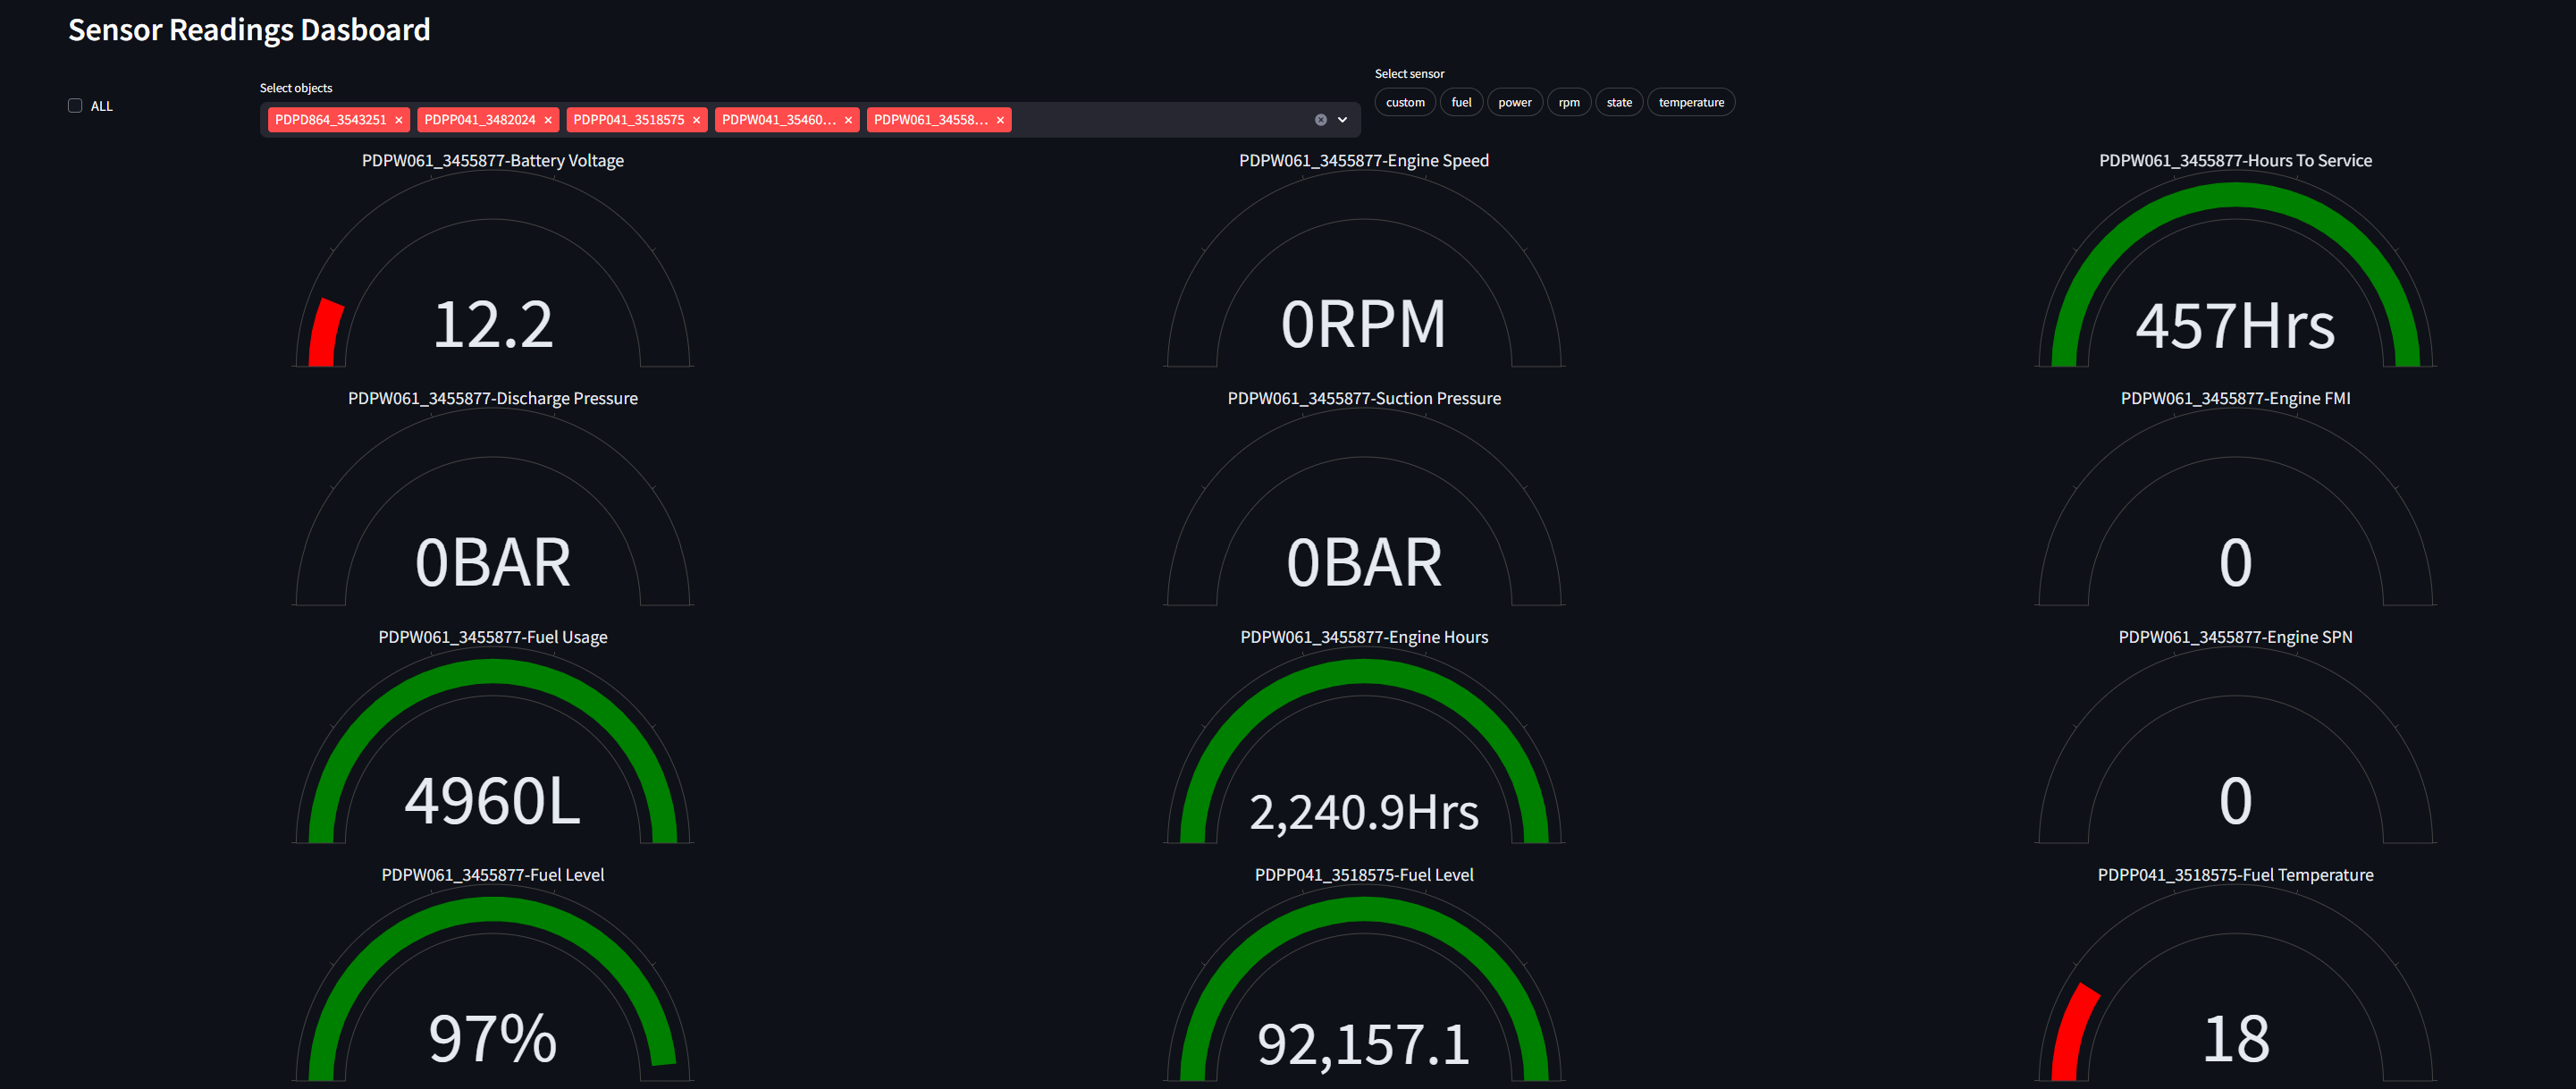 Sensor Readings Dasboard
ALL
Select objects
PDPD864_3543251 × PDPP041_3482024 × PDPP041_3518575 × PDPW041_35460... × PDPW061_34558... ×
Select sensor
custom fuel power rpm state temperature
PDPW061_3455877-Battery Voltage
12.2
PDPW061_3455877-Engine Speed
0RPM
PDPW061_3455877-Hours To Service
457Hrs
PDPW061_3455877-Discharge Pressure
0BAR
PDPW061_3455877-Suction Pressure
0BAR
PDPW061_3455877-Engine FMI
0
PDPW061_3455877-Fuel Usage
4960L
PDPW061_3455877-Engine Hours
2,240.9Hrs
PDPW061_3455877-Engine SPN
0
PDPW061_3455877-Fuel Level
97%
PDPP041_3518575-Fuel Level
92,157.1
PDPP041_3518575-Fuel Temperature
18